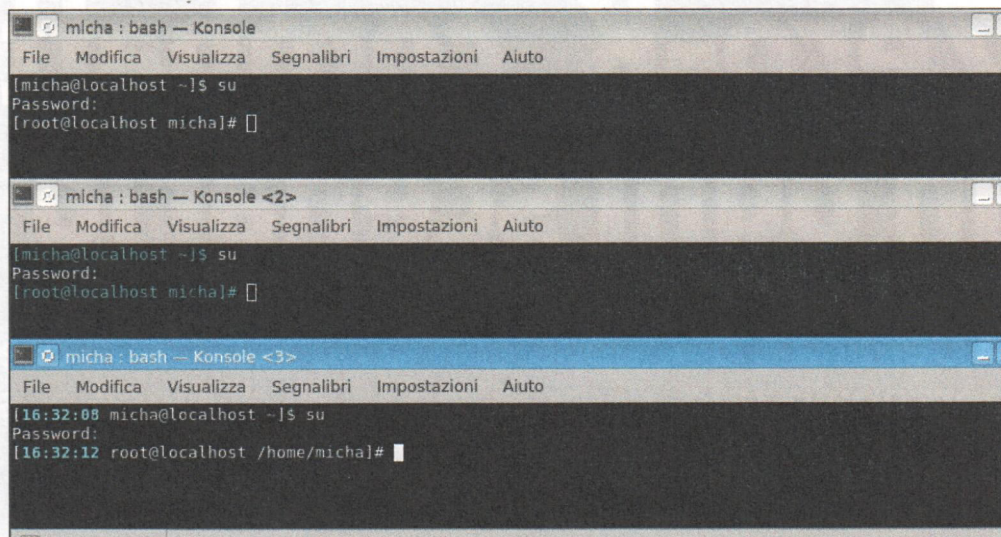 micha : bash — Konsole
File Modifica Visualizza Segnalibri Impostazioni Aiuto
[micha@localhost ~]$ su
Password:
[root@localhost micha]#
micha : bash — Konsole <2>
File Modifica Visualizza Segnalibri Impostazioni Aiuto
[micha@localhost ~]$ su
Password:
[root@localhost micha]#
micha : bash — Konsole <3>
File Modifica Visualizza Segnalibri Impostazioni Aiuto
[16:32:08 micha@localhost ~]$ su
Password:
[16:32:12 root@localhost /home/micha]#